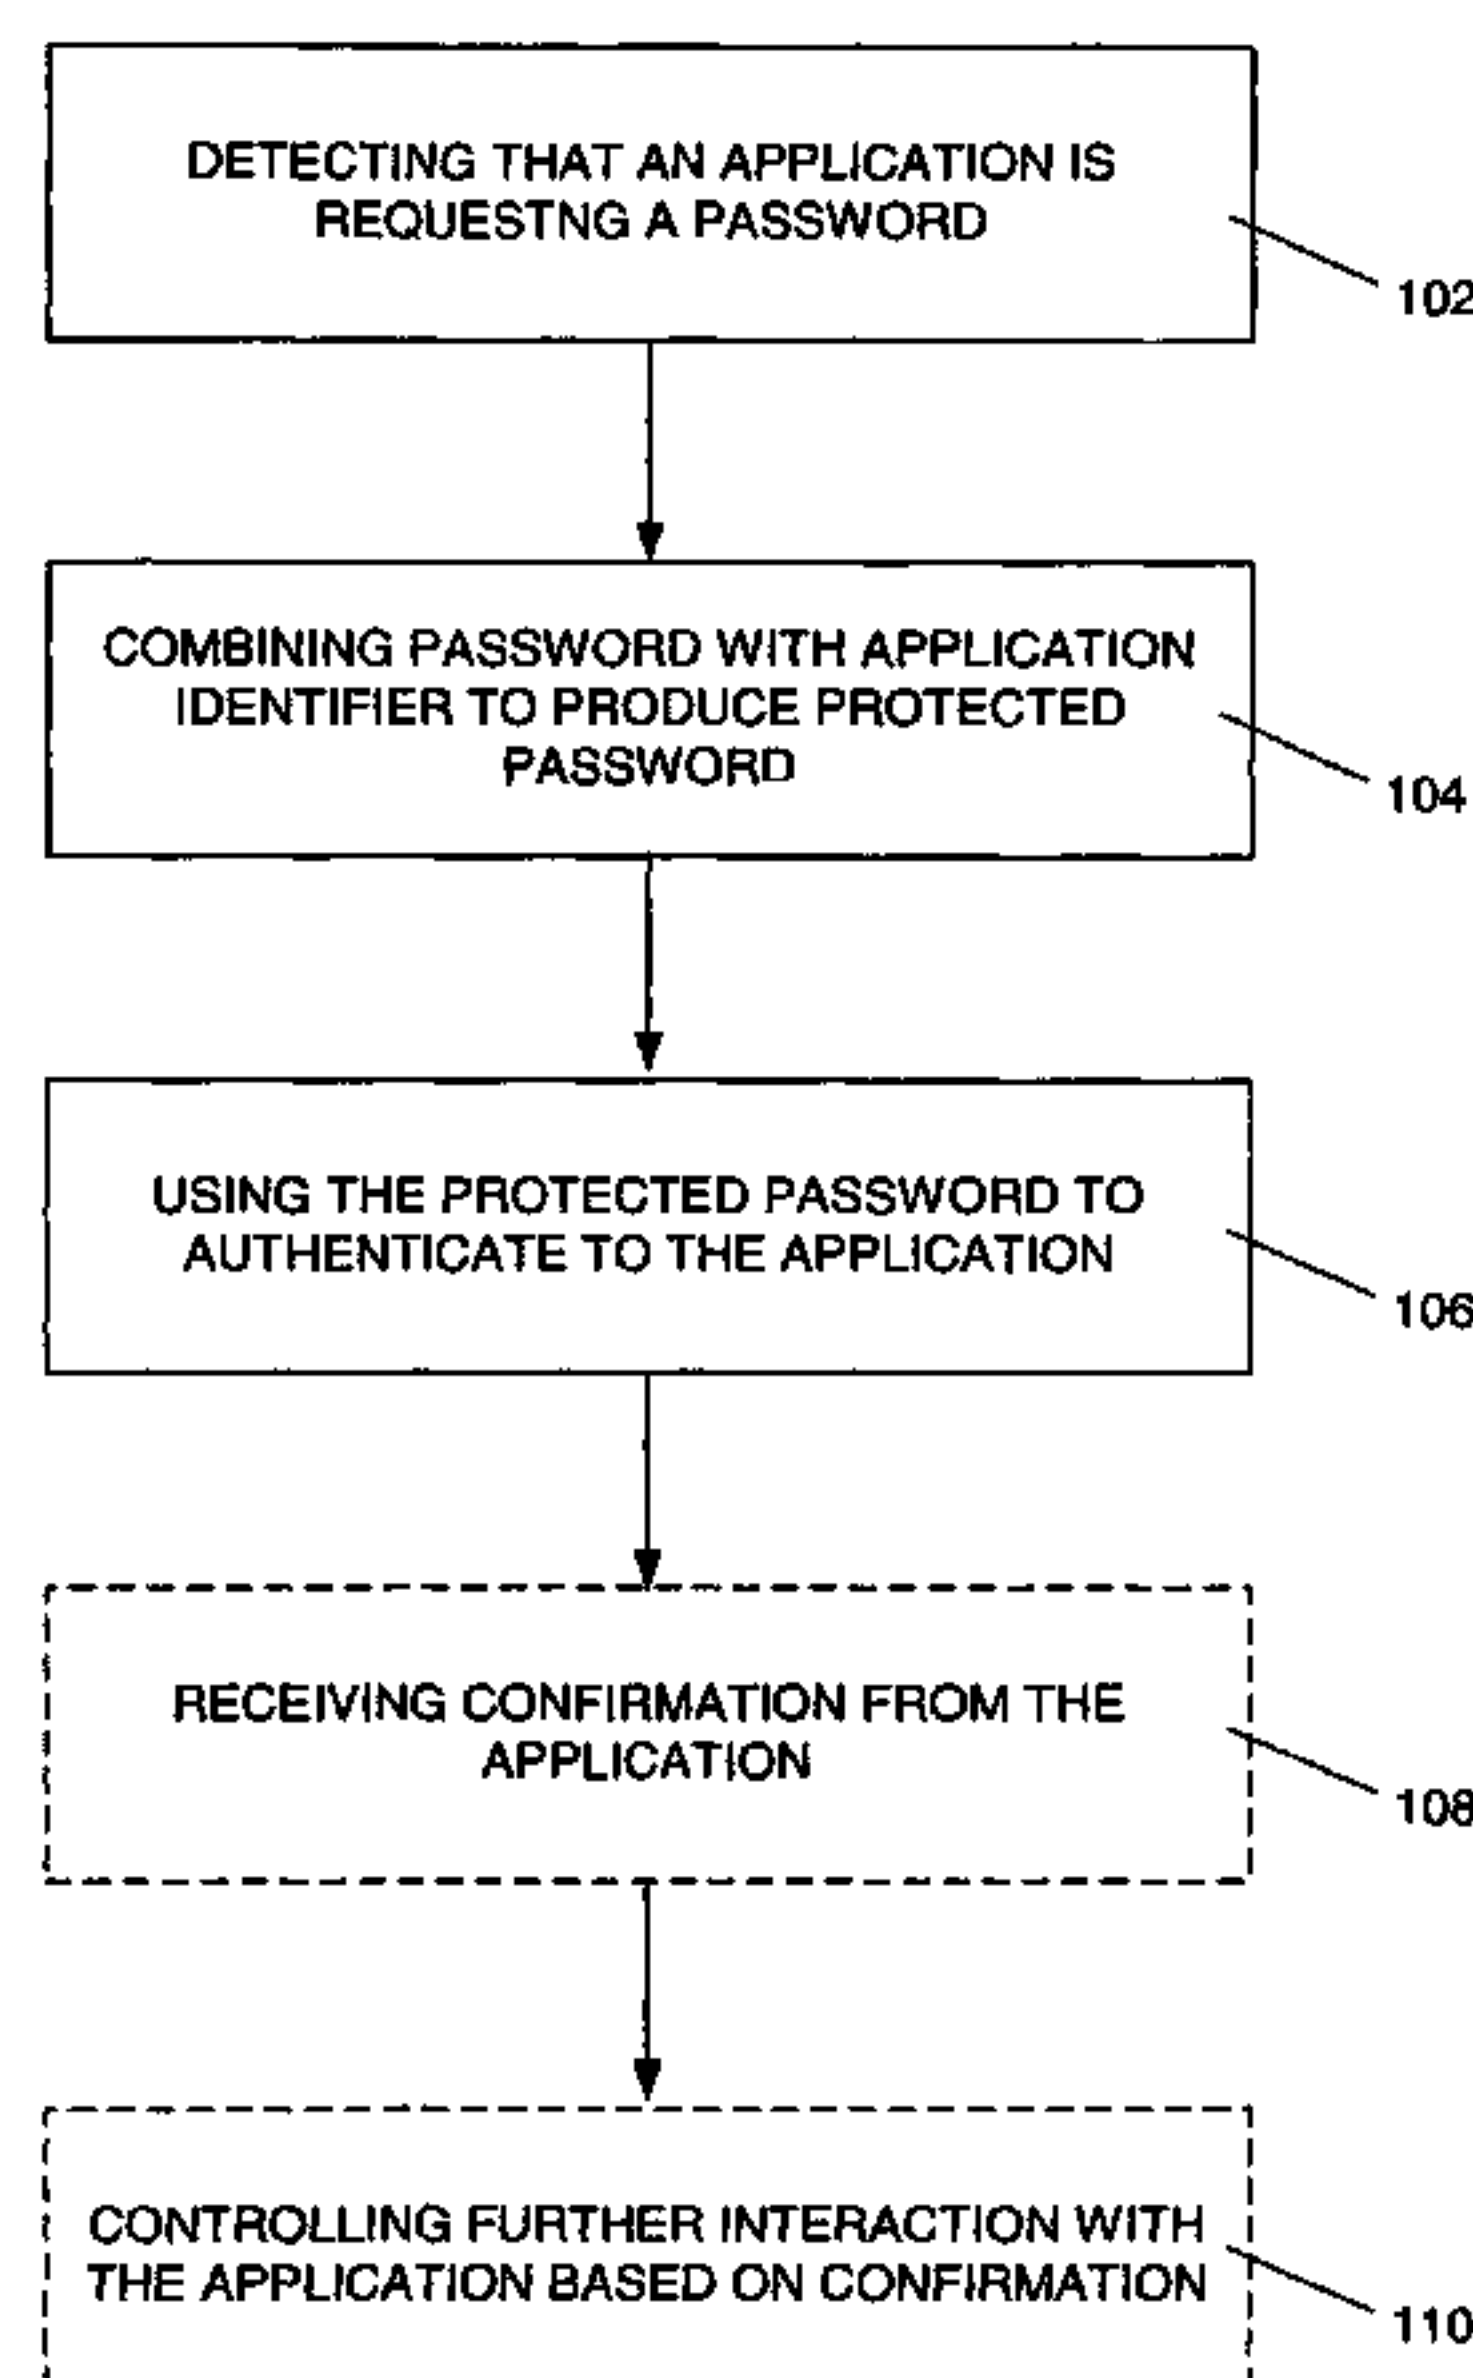 DETECTING THAT AN APPLICATION IS
REQUESTNG A PASSWORD
102
COMBINING PASSWORD WITH APPLICATION
IDENTIFIER TO PRODUCE PROTECTED
PASSWORD
104
USING THE PROTECTED PASSWORD TO
AUTHENTICATE TO THE APPLICATION
106
RECEIVING CONFIRMATION FROM THE
APPLICATION
108
CONTROLLING FURTHER INTERACTION WITH
THE APPLICATION BASED ON CONFIRMATION
110